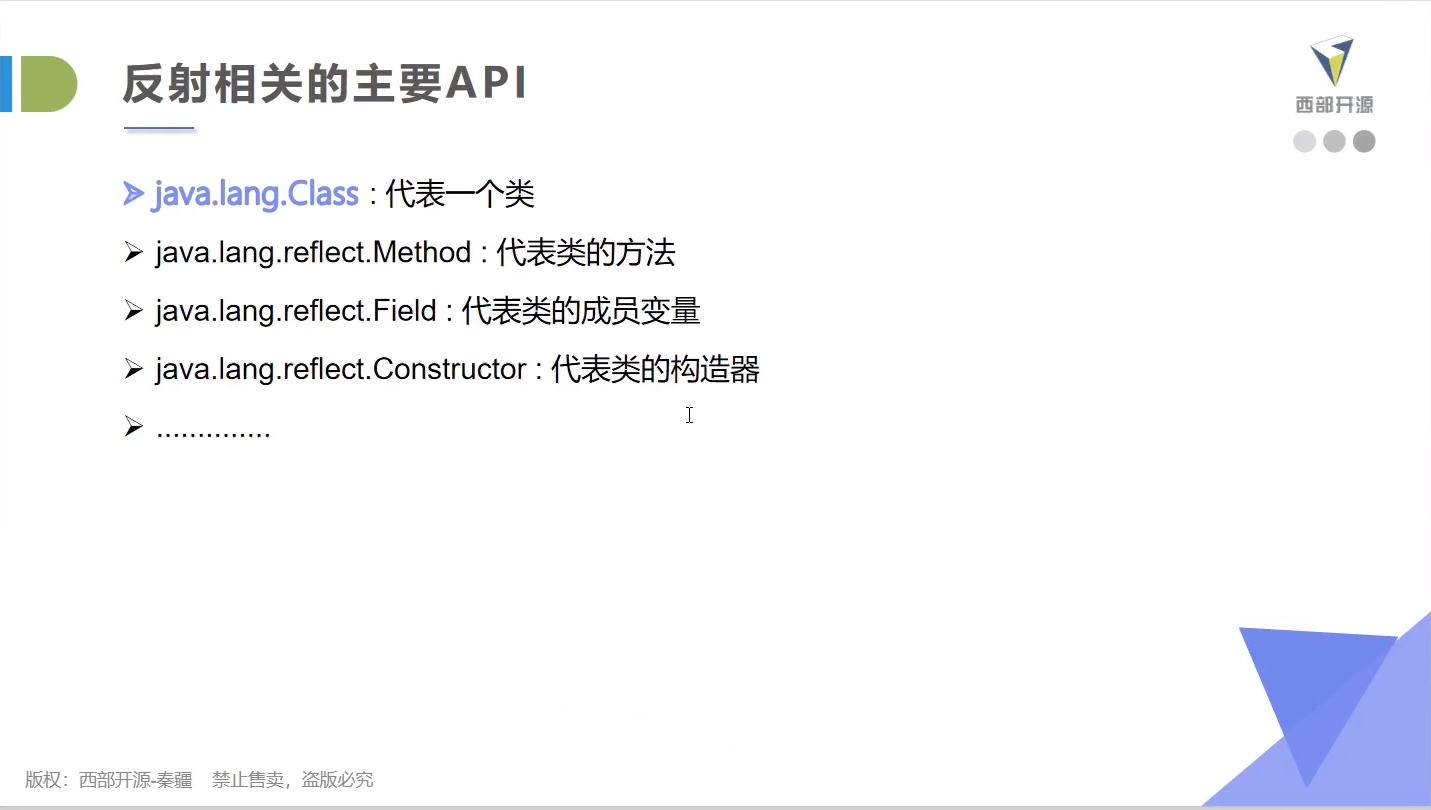 反射相关的主要API
西部开源
java.lang.Class : 代表一个类
java.lang.reflect.Method : 代表类的方法
java.lang.reflect.Field : 代表类的成员变量
java.lang.reflect.Constructor : 代表类的构造器
..............
版权：西部开源-秦疆 禁止售卖，盗版必究